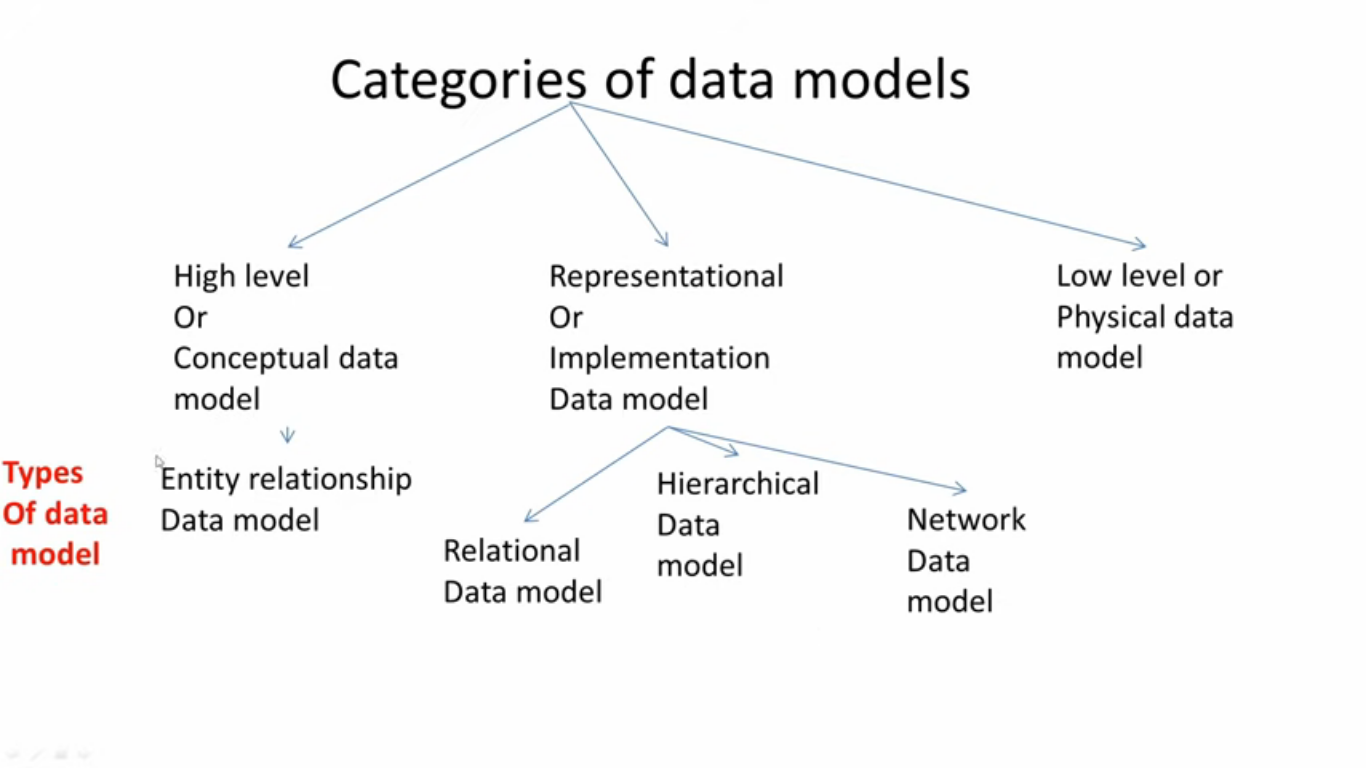 Categories of data models
High level
Or
Conceptual data
model
Representational
Or
Implementation
Data model
Low level or
Physical data
model
Types
Of data
model
Entity relationship
Data model
Relational
Data model
Hierarchical
Data
model
Network
Data
model